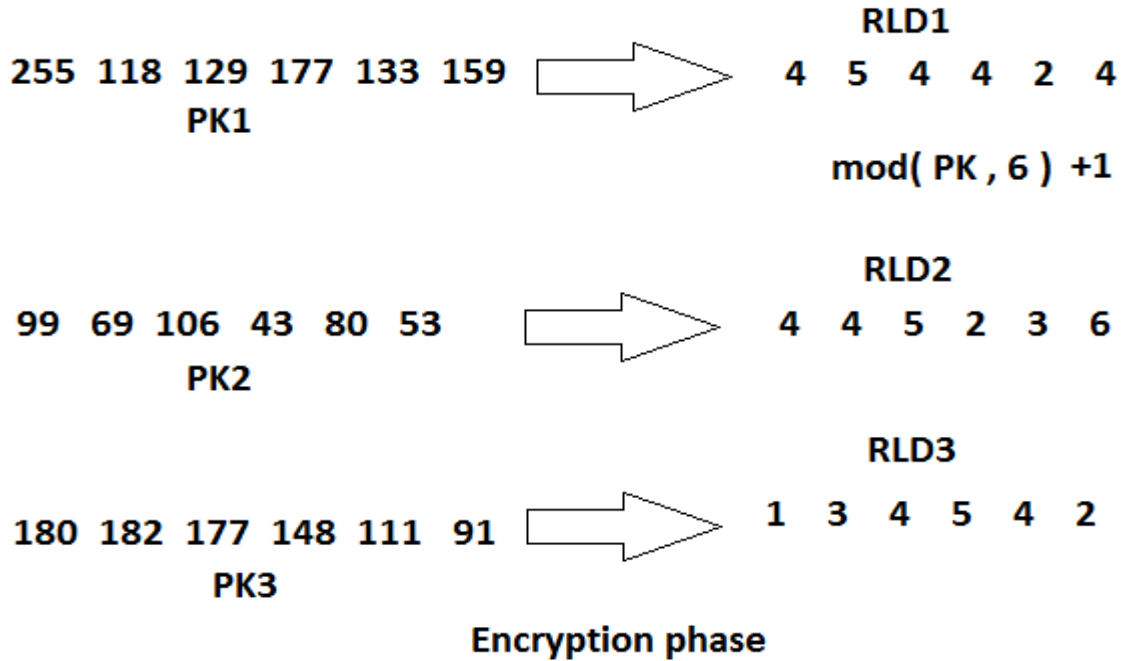 RLD1
255 118 129 177 133 159 4 5 4 4 2 4
PK1
mod( PK , 6 ) +1
RLD2
99 69 106 43 80 53 4 4 5 2 3 6
PK2
RLD3
180 182 177 148 111 91 1 3 4 5 4 2
PK3
Encryption phase